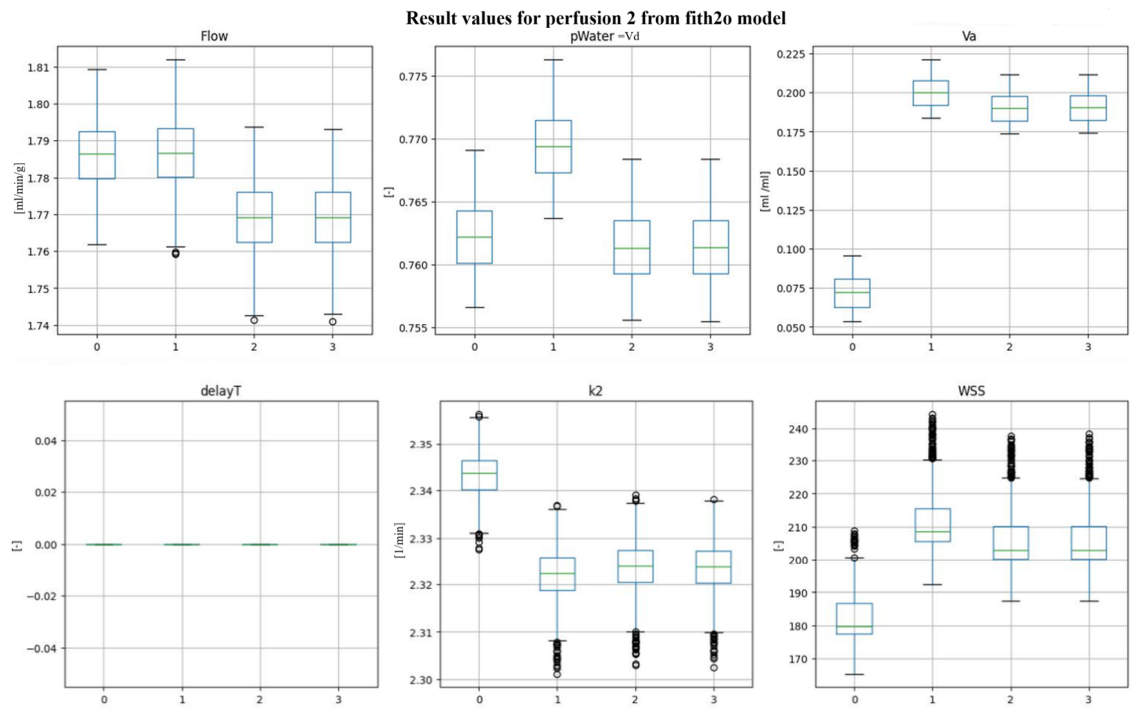 Result values for perfusion 2 from fith2o model
Flow
pWater =Vd
Va
1.81
1.80
1.79
1.78
1.77
1.76
1.75
1.74
[ml/min/g]
0 1 2 3
0.775
0.770
0.765
0.760
0.755
[-]
0 1 2 3
0.225
0.200
0.175
0.150
0.125
0.100
0.075
0.050
[ml /ml]
0 1 2 3
delayT
k2
WSS
0.04
0.02
0.00
−0.02
−0.04
[-]
0 1 2 3
2.35
2.34
2.33
2.32
2.31
2.30
[1/min]
0 1 2 3
240
230
220
210
200
190
180
170
[-]
0 1 2 3